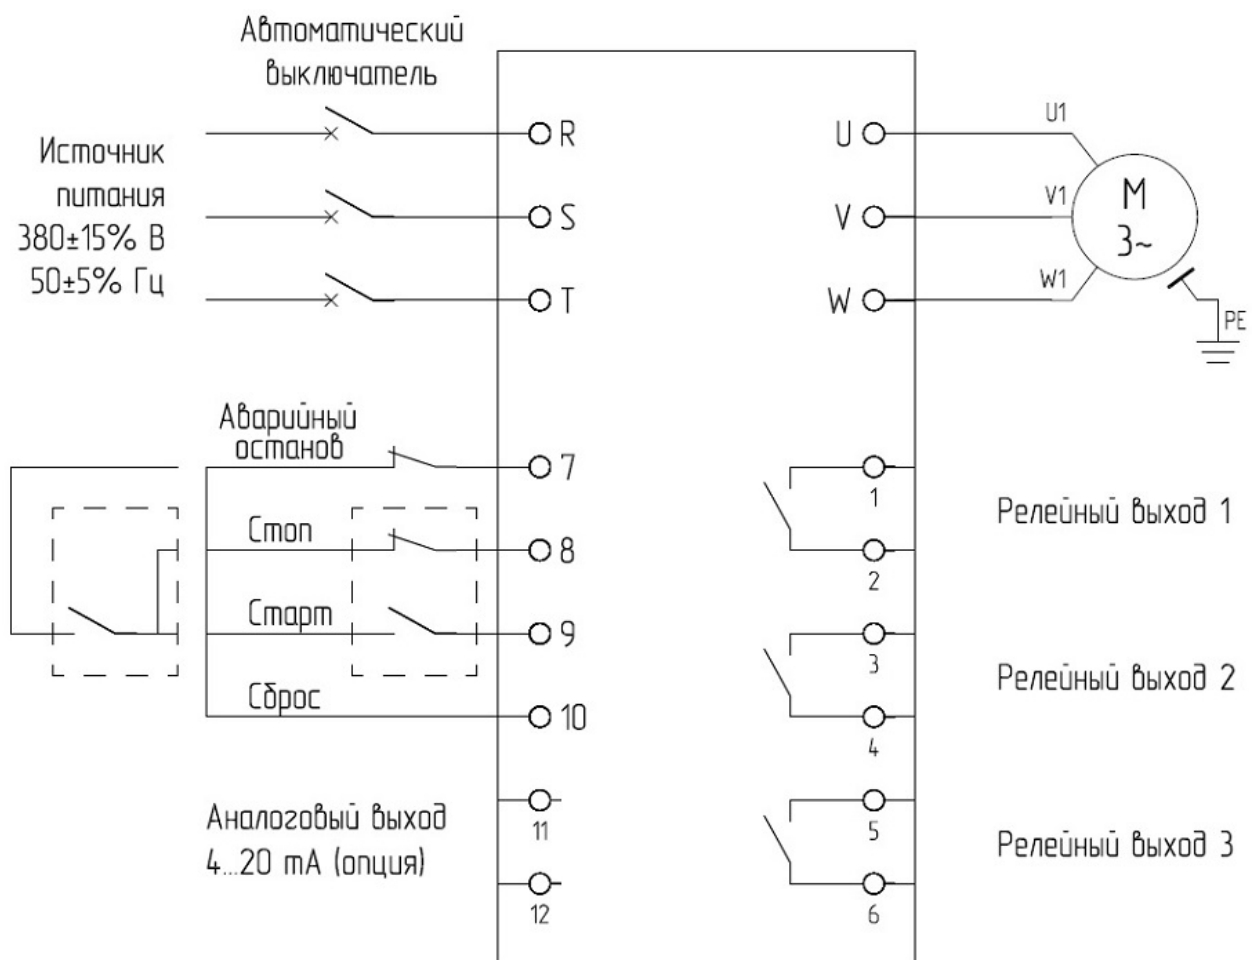 Автоматический
выключатель
Источник
питания
380±15% В
50±5% Гц
R
S
T
U
V
W
U1
V1
W1
M
3~
PE
Аварийный
останов
7
Стоп
8
Старт
9
Сброс
10
Аналоговый выход
4...20 mA (опция)
11
12
1
2
Релейный выход 1
3
4
Релейный выход 2
5
6
Релейный выход 3